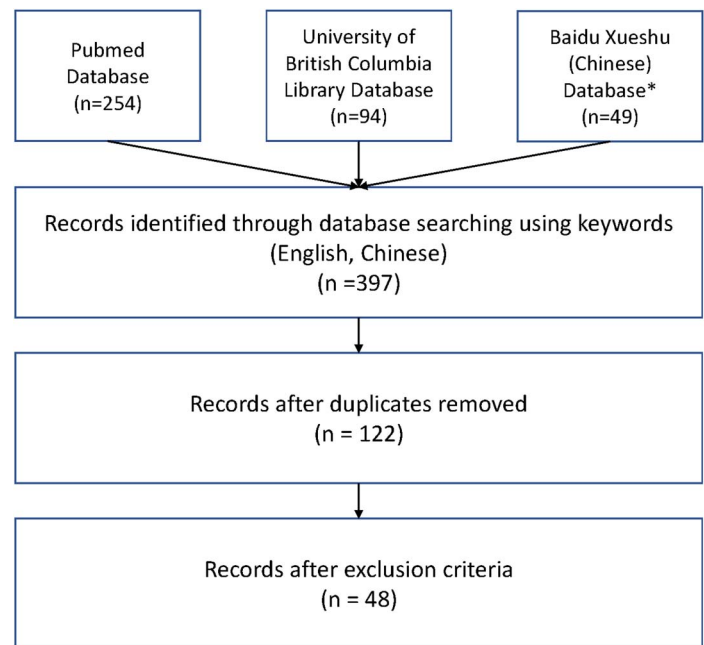 Pubmed
Database
(n=254)
University of
British Columbia
Library Database
(n=94)
Baidu Xueshu
(Chinese)
Database*
(n=49)
Records identified through database searching using keywords
(English, Chinese)
(n =397)
Records after duplicates removed
(n = 122)
Records after exclusion criteria
(n = 48)